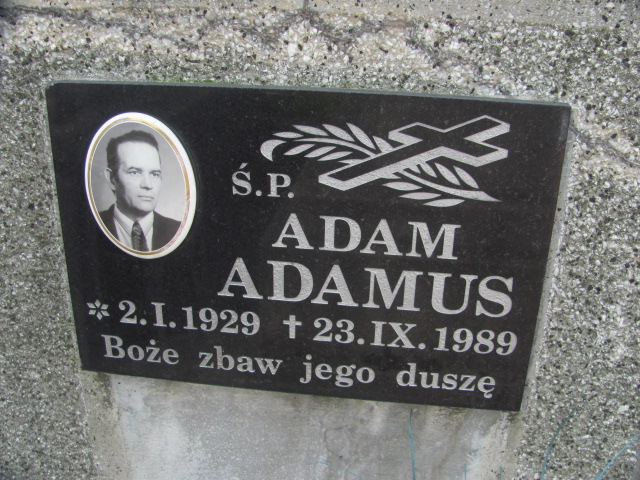 Ś.P.
ADAM
ADAMUS
* 2.I.1929 † 23.IX.1989
Boże zbaw jego duszę